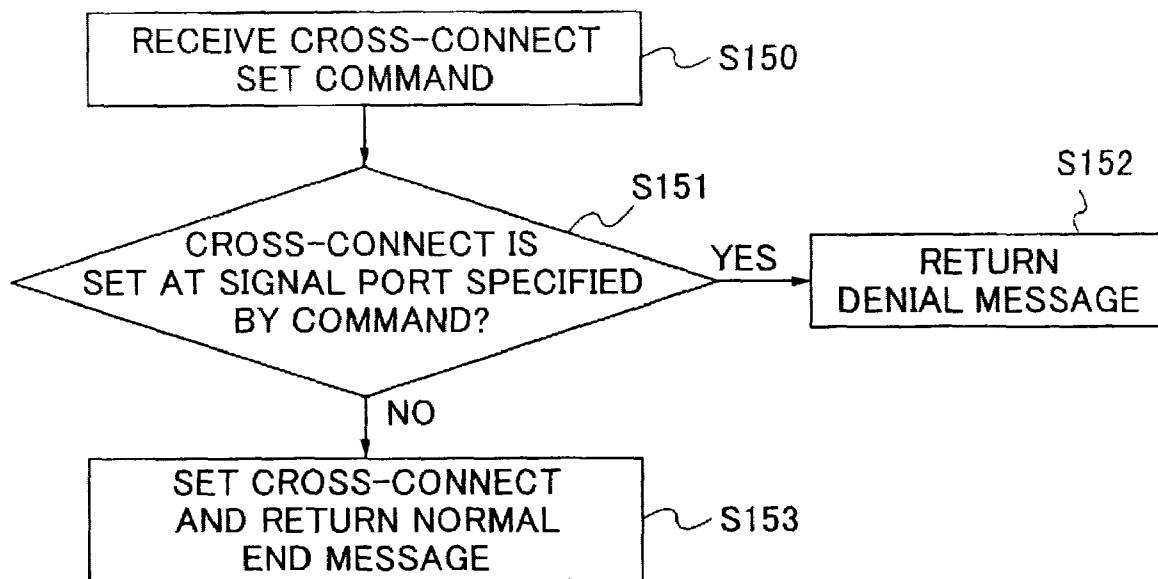 RECEIVE CROSS-CONNECT
SET COMMAND
S150
S151
CROSS-CONNECT IS
SET AT SIGNAL PORT SPECIFIED
BY COMMAND?
YES
S152
RETURN
DENIAL MESSAGE
NO
SET CROSS-CONNECT
AND RETURN NORMAL
END MESSAGE
S153